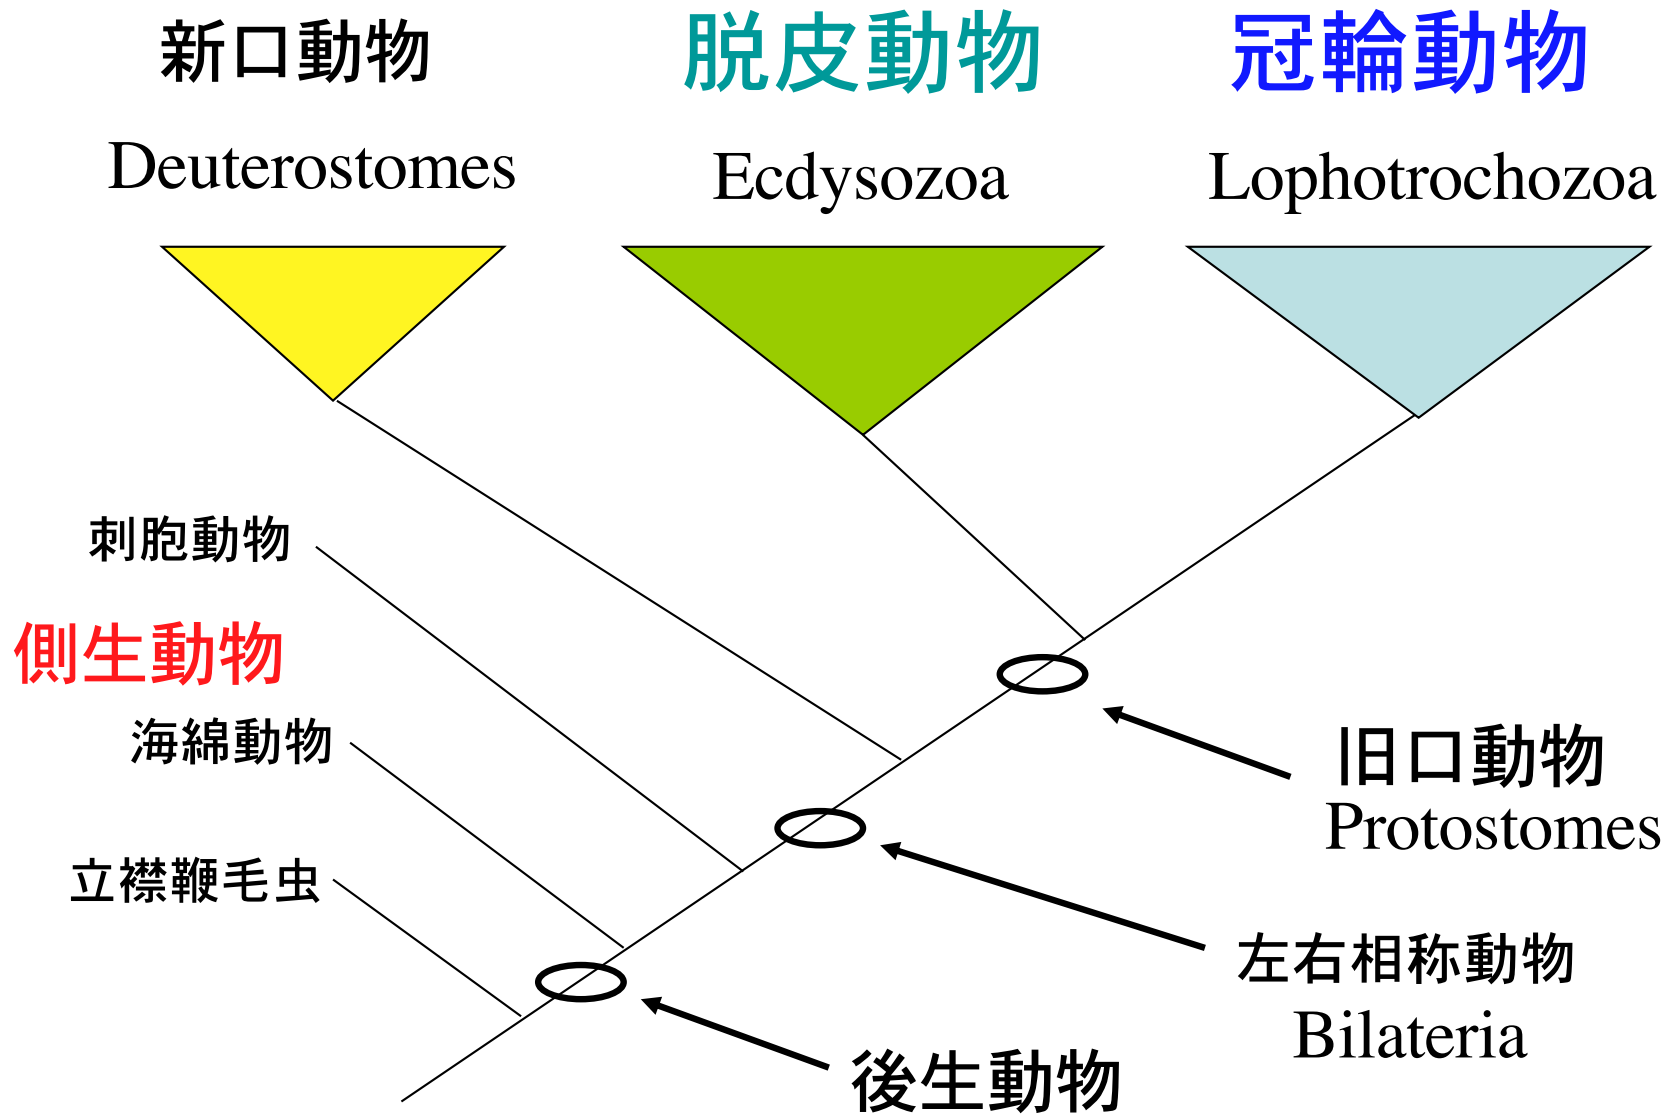 新口動物
脱皮動物
冠輪動物
Deuterostomes
Ecdysozoa
Lophotrochozoa
刺胞動物
側生動物
海綿動物
立襟鞭毛虫
旧口動物
Protostomes
左右相称動物
Bilateria
後生動物